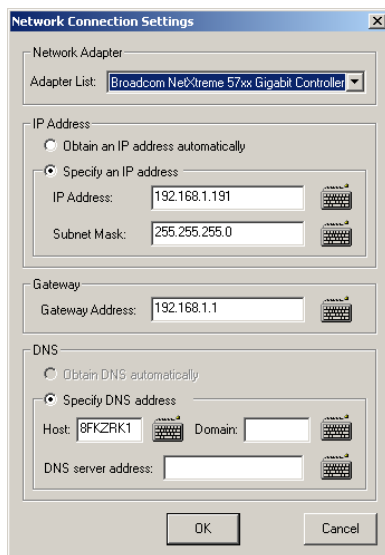 Network Connection Settings
Network Adapter
Adapter List: Broadcom NetXtreme 57xx Gigabit Controller
IP Address
Obtain an IP address automatically
Specify an IP address
IP Address: 192.168.1.191
Subnet Mask: 255.255.255.0
Gateway
Gateway Address: 192.168.1.1
DNS
Obtain DNS automatically
Specify DNS address
Host: 8FKZRK1 Domain:
DNS server address:
OK Cancel